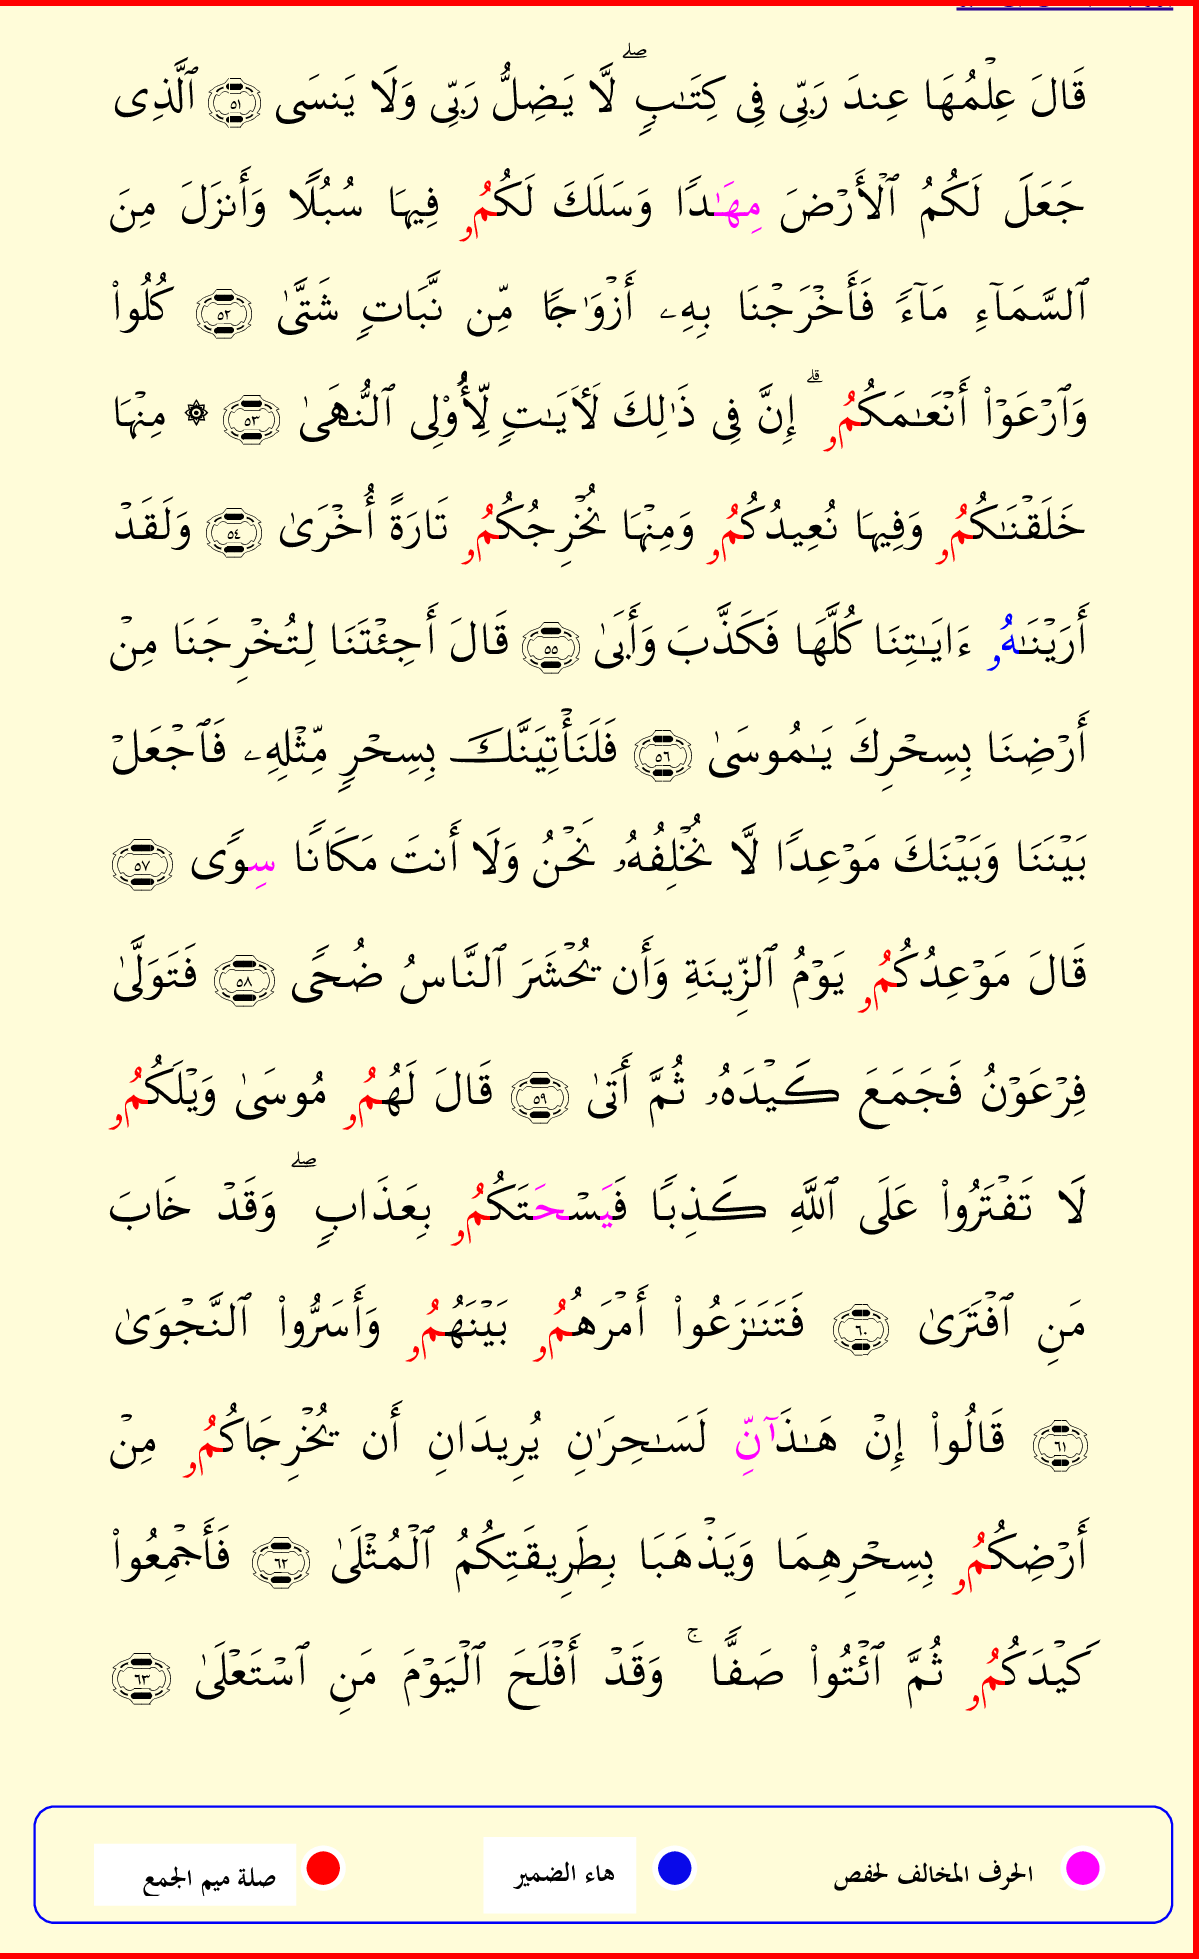 قَالَ عِلْمُهَا عِندَ رَبِّى فِى كِتَـٰبٍ ۖ لَّا يَضِلُّ رَبِّى وَلَا يَنسَى ٥١ ٱلَّذِى
جَعَلَ لَكُمُ ٱلْأَرْضَ مِهَـٰدًا وَسَلَكَ لَكُمُۥ فِيهَا سُبُلًا وَأَنزَلَ مِنَ
ٱلسَّمَآءِ مَآءً فَأَخْرَجْنَا بِهِۦ أَزْوَٰجًا مِّن نَّبَاتٍ شَتَّىٰ ٥٢ كُلُوا۟
وَٱرْعَوْا۟ أَنْعَـٰمَكُمُۥ ۗ إِنَّ فِى ذَٰلِكَ لَـَٔايَـٰتٍ لِّأُو۟لِى ٱلنُّهَىٰ ٥٣ ۞ مِنْهَا
خَلَقْنَـٰكُمُۥ وَفِيهَا نُعِيدُكُمُۥ وَمِنْهَا نُخْرِجُكُمُۥ تَارَةً أُخْرَىٰ ٥٤ وَلَقَدْ
أَرَيْنَـٰهُۥ ءَايَـٰتِنَا كُلَّهَا فَكَذَّبَ وَأَبَىٰ ٥٥ قَالَ أَجِئْتَنَا لِتُخْرِجَنَا مِنْ
أَرْضِنَا بِسِحْرِكَ يَـٰمُوسَىٰ ٥٦ فَلَنَأْتِيَنَّكَ بِسِحْرٍ مِّثْلِهِۦ فَٱجْعَلْ
بَيْنَنَا وَبَيْنَكَ مَوْعِدًا لَّا نُخْلِفُهُۥ نَحْنُ وَلَا أَنتَ مَكَانًا سِوًى ٥٧
قَالَ مَوْعِدُكُمُۥ يَوْمُ ٱلزِّينَةِ وَأَن يُحْشَرَ ٱلنَّاسُ ضُحًى ٥٨ فَتَوَلَّىٰ
فِرْعَوْنُ فَجَمَعَ كَيْدَهُۥ ثُمَّ أَتَىٰ ٥٩ قَالَ لَهُمُۥ مُوسَىٰ وَيْلَكُمُۥ
لَا تَفْتَرُوا۟ عَلَى ٱللَّهِ كَذِبًا فَيَسْحَتَكُمُۥ بِعَذَابٍ ۖ وَقَدْ خَابَ
مَنِ ٱفْتَرَىٰ ٦٠ فَتَنَـٰزَعُوا۟ أَمْرَهُمُۥ بَيْنَهُمُۥ وَأَسَرُّوا۟ ٱلنَّجْوَىٰ
٦١ قَالُوا۟ إِنْ هَـٰذَآنِّ لَسَـٰحِرَٰنِ يُرِيدَانِ أَن يُخْرِجَاكُمُۥ مِنْ
أَرْضِكُمُۥ بِسِحْرِهِمَا وَيَذْهَبَا بِطَرِيقَتِكُمُ ٱلْمُثْلَىٰ ٦٢ فَأَجْمِعُوا۟
كَيْدَكُمُۥ ثُمَّ ٱئْتُوا۟ صَفًّا ۚ وَقَدْ أَفْلَحَ ٱلْيَوْمَ مَنِ ٱسْتَعْلَىٰ ٦٣
الحرف المخالف لحفص هاء الضمير صلة ميم الجمع